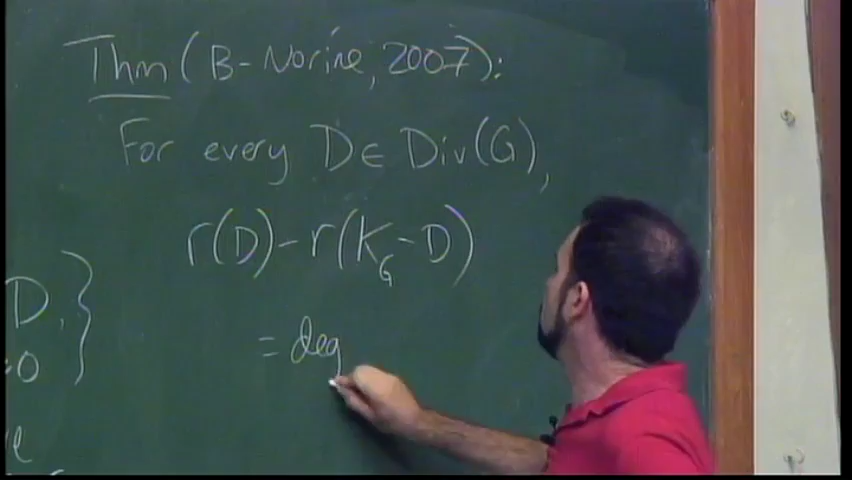 Thm (B-Norine, 2007):
For every D ∈ Div(G),
r(D) - r(K_G - D)
D,
= deg
=0